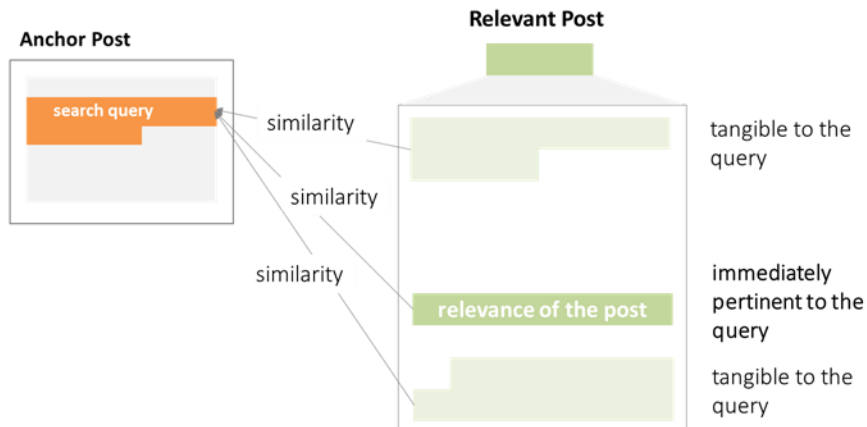 Relevant Post
Anchor Post
search query
similarity
tangible to the
query
similarity
similarity
relevance of the post
immediately
pertinent to the
query
tangible to the
query